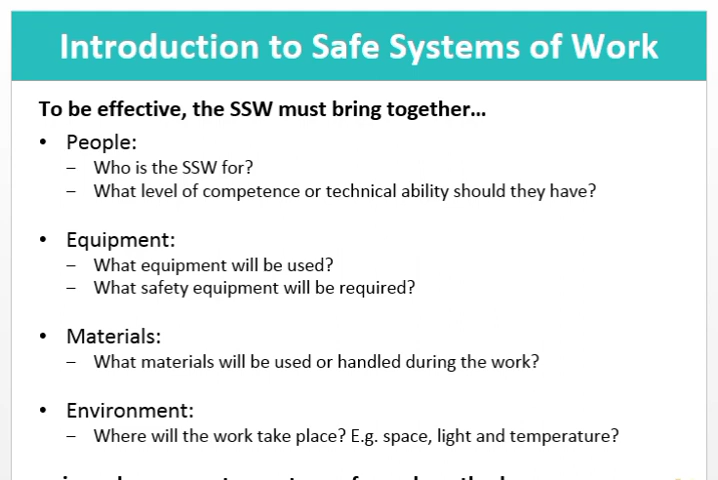 Introduction to Safe Systems of Work
To be effective, the SSW must bring together...
• People:
– Who is the SSW for?
– What level of competence or technical ability should they have?
• Equipment:
– What equipment will be used?
– What safety equipment will be required?
• Materials:
– What materials will be used or handled during the work?
• Environment:
– Where will the work take place? E.g. space, light and temperature?